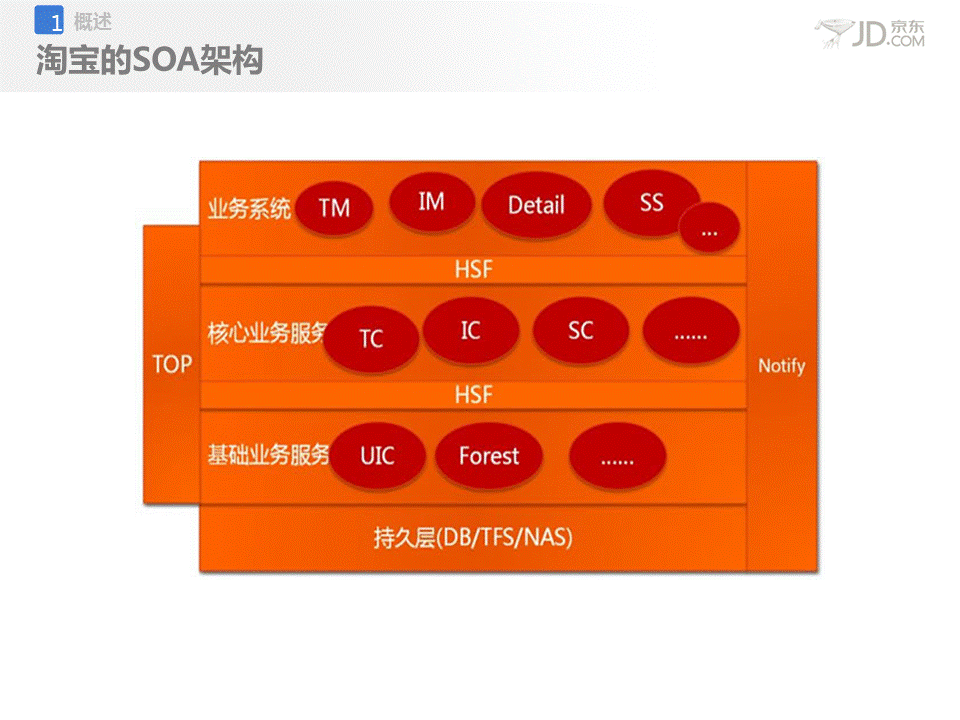 1 概述
淘宝的SOA架构
JD 京东
.COM
业务系统 TM IM Detail SS ...
HSF
核心业务服务 TC IC SC ......
TOP
Notify
HSF
基础业务服务 UIC Forest ......
持久层(DB/TFS/NAS)